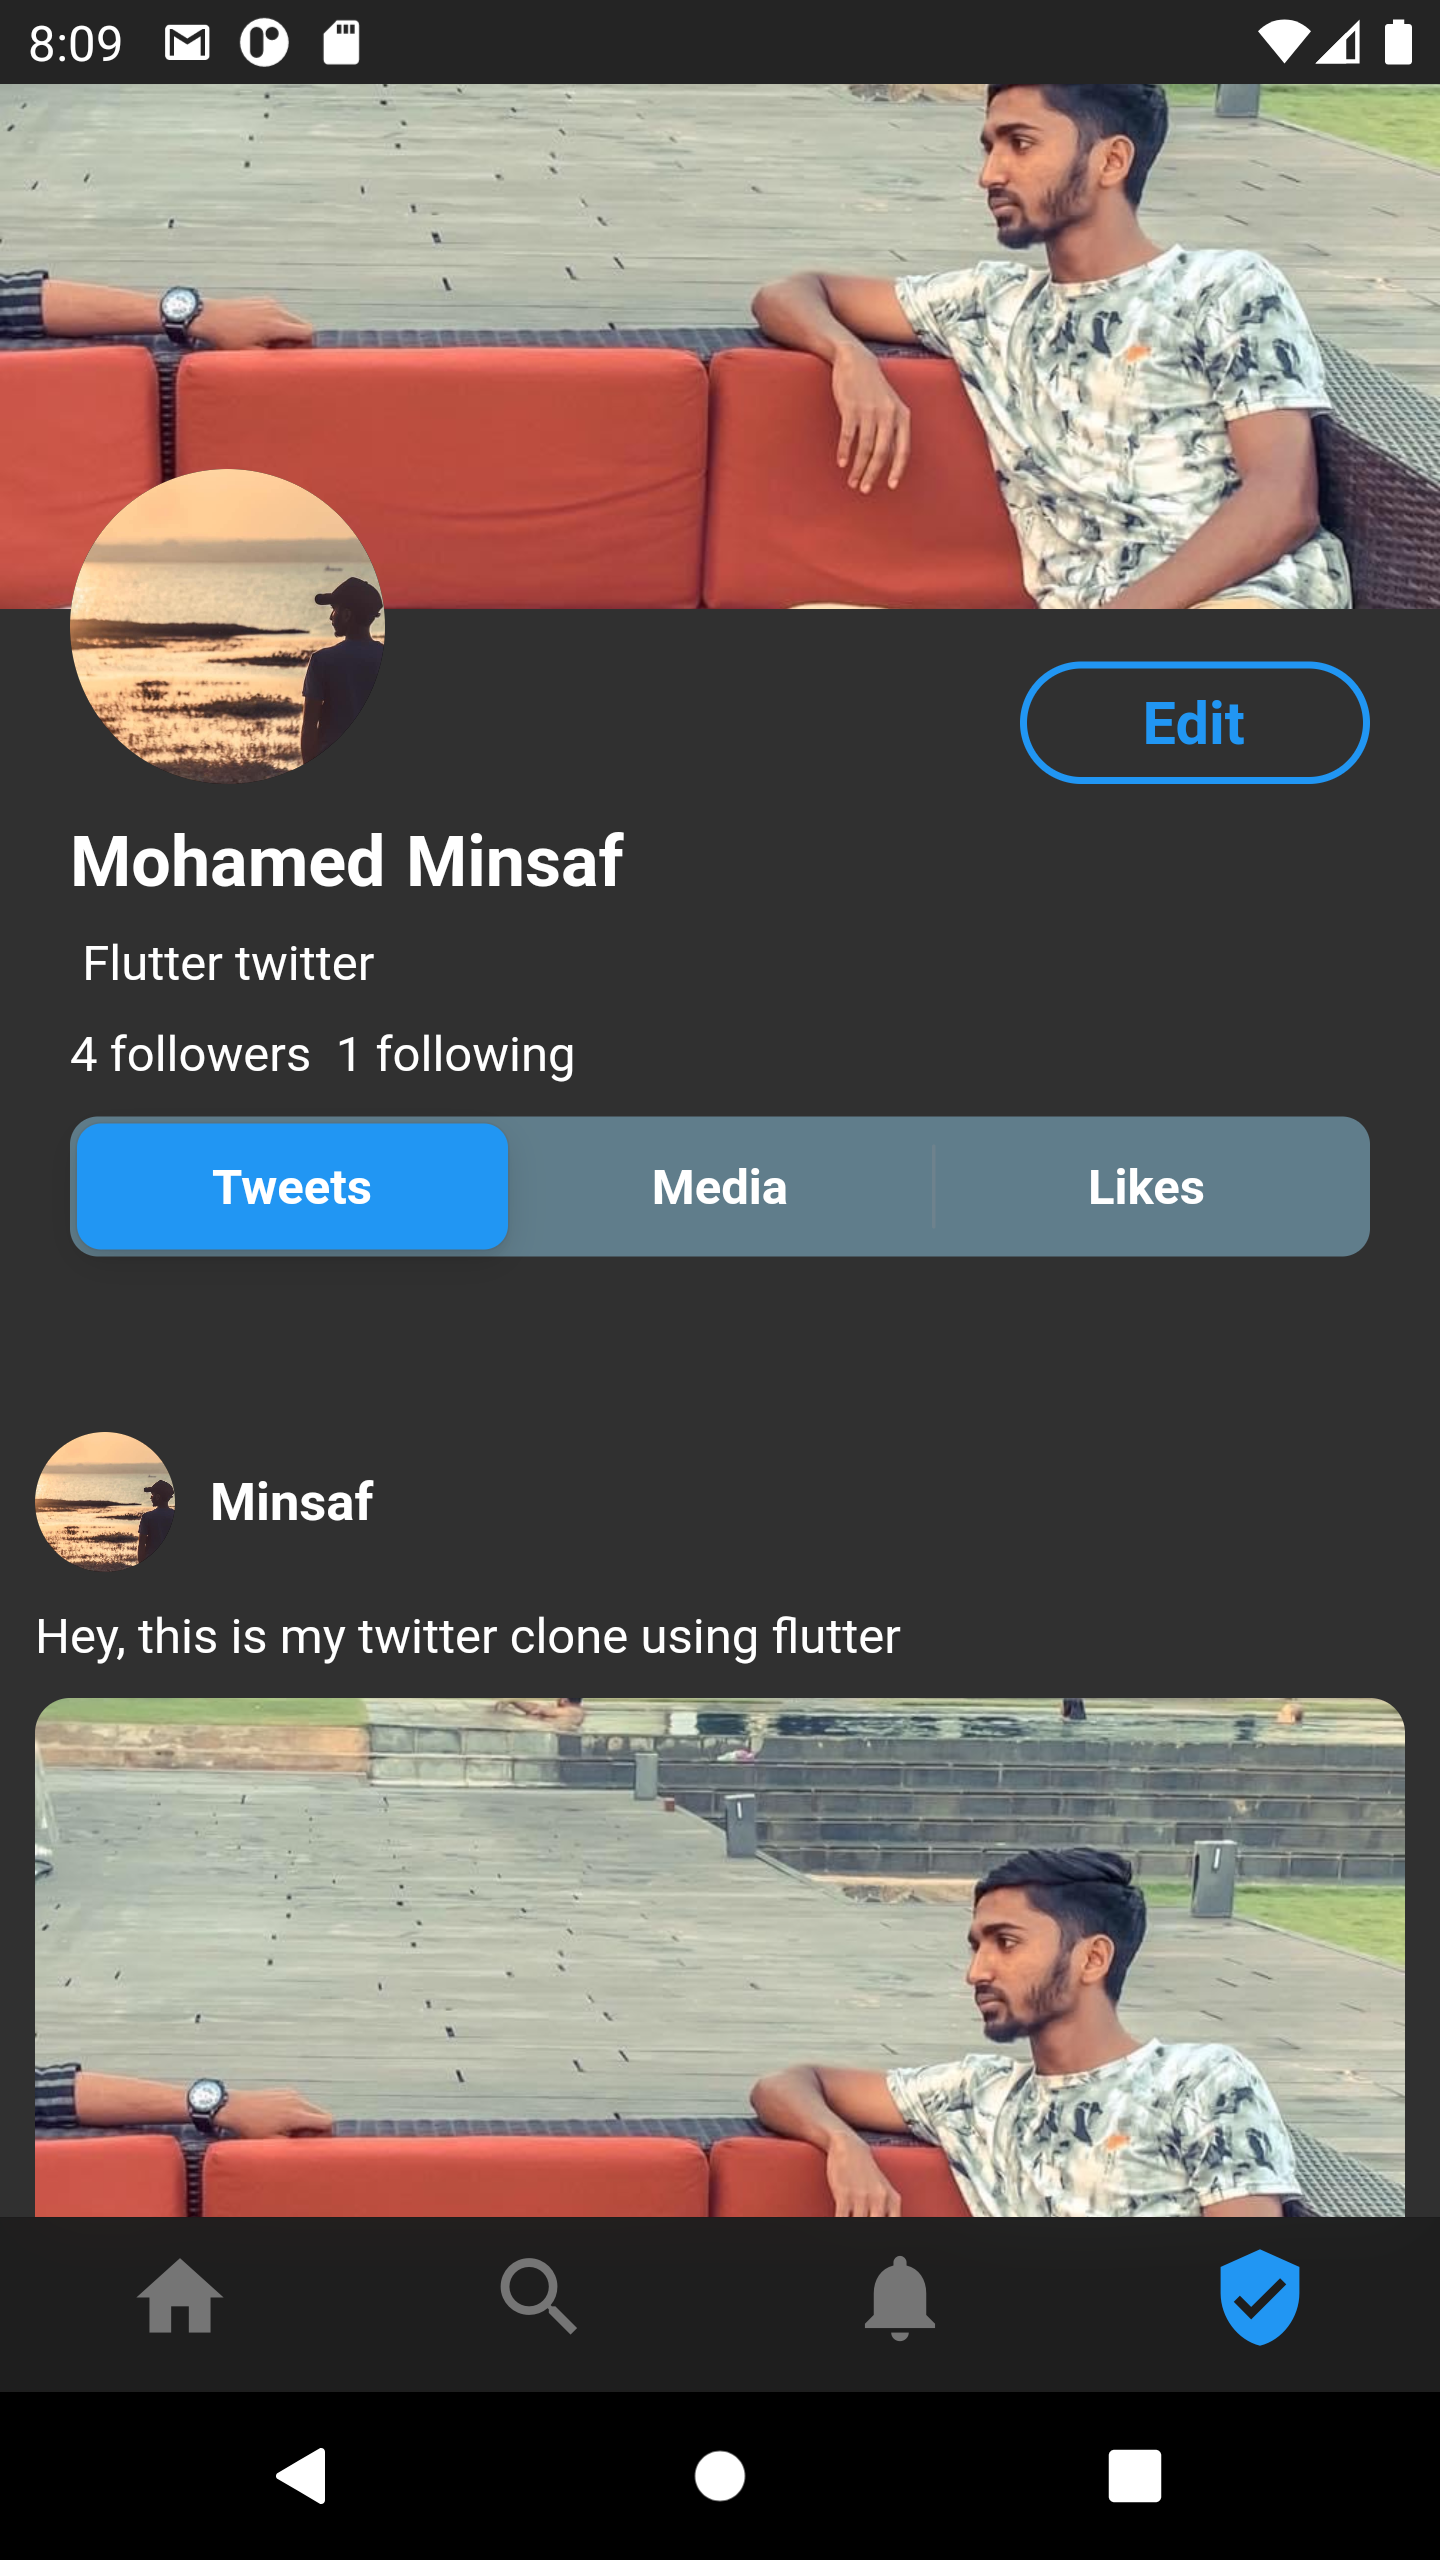 8:09
Edit
Mohamed Minsaf
Flutter twitter
4 followers 1 following
Tweets Media Likes
Minsaf
Hey, this is my twitter clone using flutter